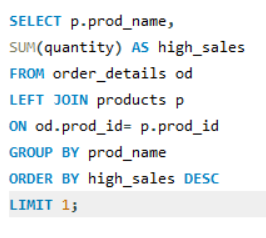 SELECT p.prod_name,
SUM(quantity) AS high_sales
FROM order_details od
LEFT JOIN products p
ON od.prod_id= p.prod_id
GROUP BY prod_name
ORDER BY high_sales DESC
LIMIT 1;